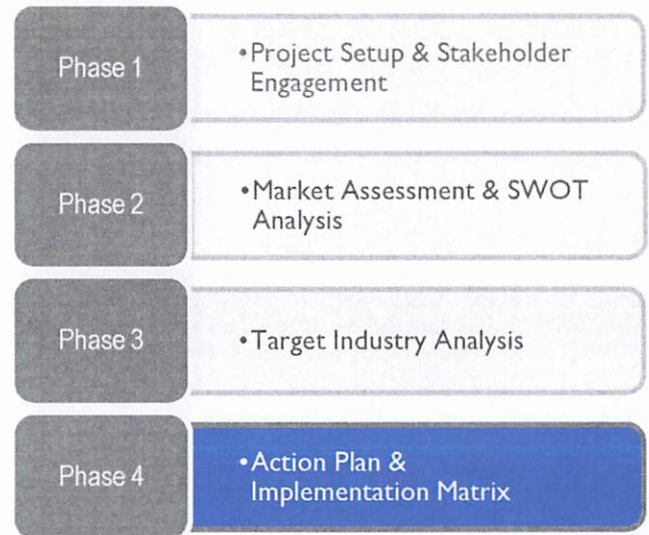 Phase 1
•Project Setup & Stakeholder
Engagement
Phase 2
•Market Assessment & SWOT
Analysis
Phase 3
•Target Industry Analysis
Phase 4
•Action Plan &
Implementation Matrix